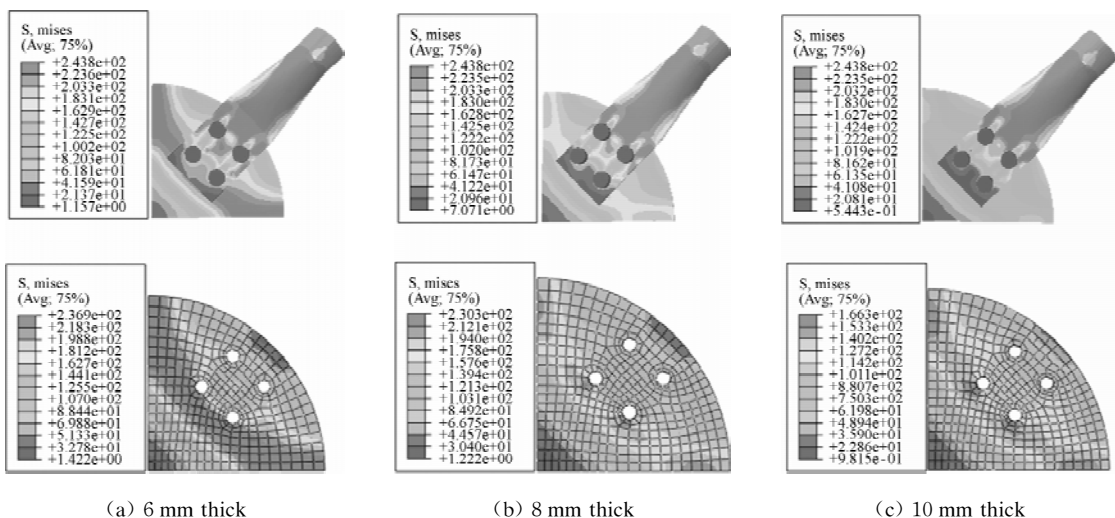 S, mises
(Avg; 75%)
+2.438e+02
+2.236e+02
+2.033e+02
+1.831e+02
+1.629e+02
+1.427e+02
+1.225e+02
+1.002e+02
+8.203e+01
+6.181e+01
+4.159e+01
+2.137e+01
+1.157e+00
S, mises
(Avg; 75%)
+2.438e+02
+2.235e+02
+2.033e+02
+1.830e+02
+1.628e+02
+1.425e+02
+1.222e+02
+1.020e+02
+8.173e+01
+6.147e+01
+4.122e+01
+2.096e+01
+7.071e+00
S, mises
(Avg; 75%)
+2.438e+02
+2.235e+02
+2.032e+02
+1.830e+02
+1.627e+02
+1.424e+02
+1.222e+02
+1.019e+02
+8.162e+01
+6.135e+01
+4.108e+01
+2.081e+01
+5.443e-01
S, mises
(Avg; 75%)
+2.369e+02
+2.183e+02
+1.988e+02
+1.812e+02
+1.627e+02
+1.441e+02
+1.255e+02
+1.070e+02
+8.844e+01
+6.988e+01
+5.133e+01
+3.278e+01
+1.422e+00
S, mises
(Avg; 75%)
+2.303e+02
+2.121e+02
+1.940e+02
+1.758e+02
+1.576e+02
+1.394e+02
+1.213e+02
+1.031e+02
+8.492e+01
+6.675e+01
+4.457e+01
+3.040e+01
+1.222e+00
S, mises
(Avg; 75%)
+1.663e+02
+1.533e+02
+1.402e+02
+1.272e+02
+1.142e+02
+1.011e+02
+8.807e+01
+7.503e+01
+6.198e+01
+4.894e+01
+3.590e+01
+2.286e+01
+9.815e-01
(a) 6 mm thick
(b) 8 mm thick
(c) 10 mm thick